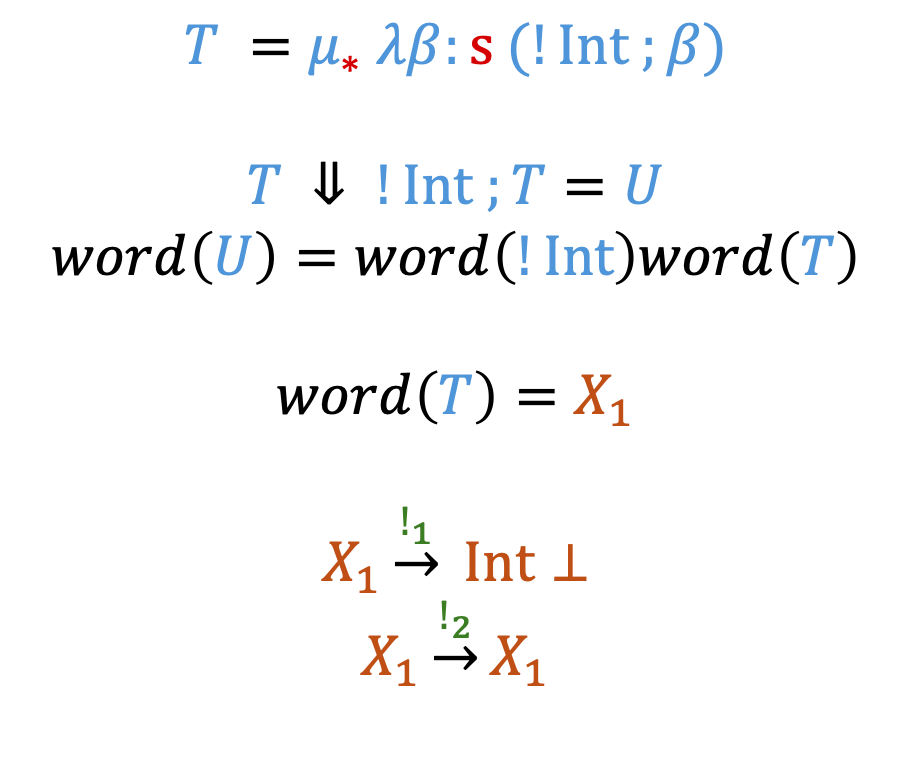 T = μ∗ λβ: s (! Int ; β)
T ⇓ ! Int ; T = U
word(U) = word(! Int)word(T)
word(T) = X₁
X₁ →^{!₁} Int ⊥
X₁ →^{!₂} X₁